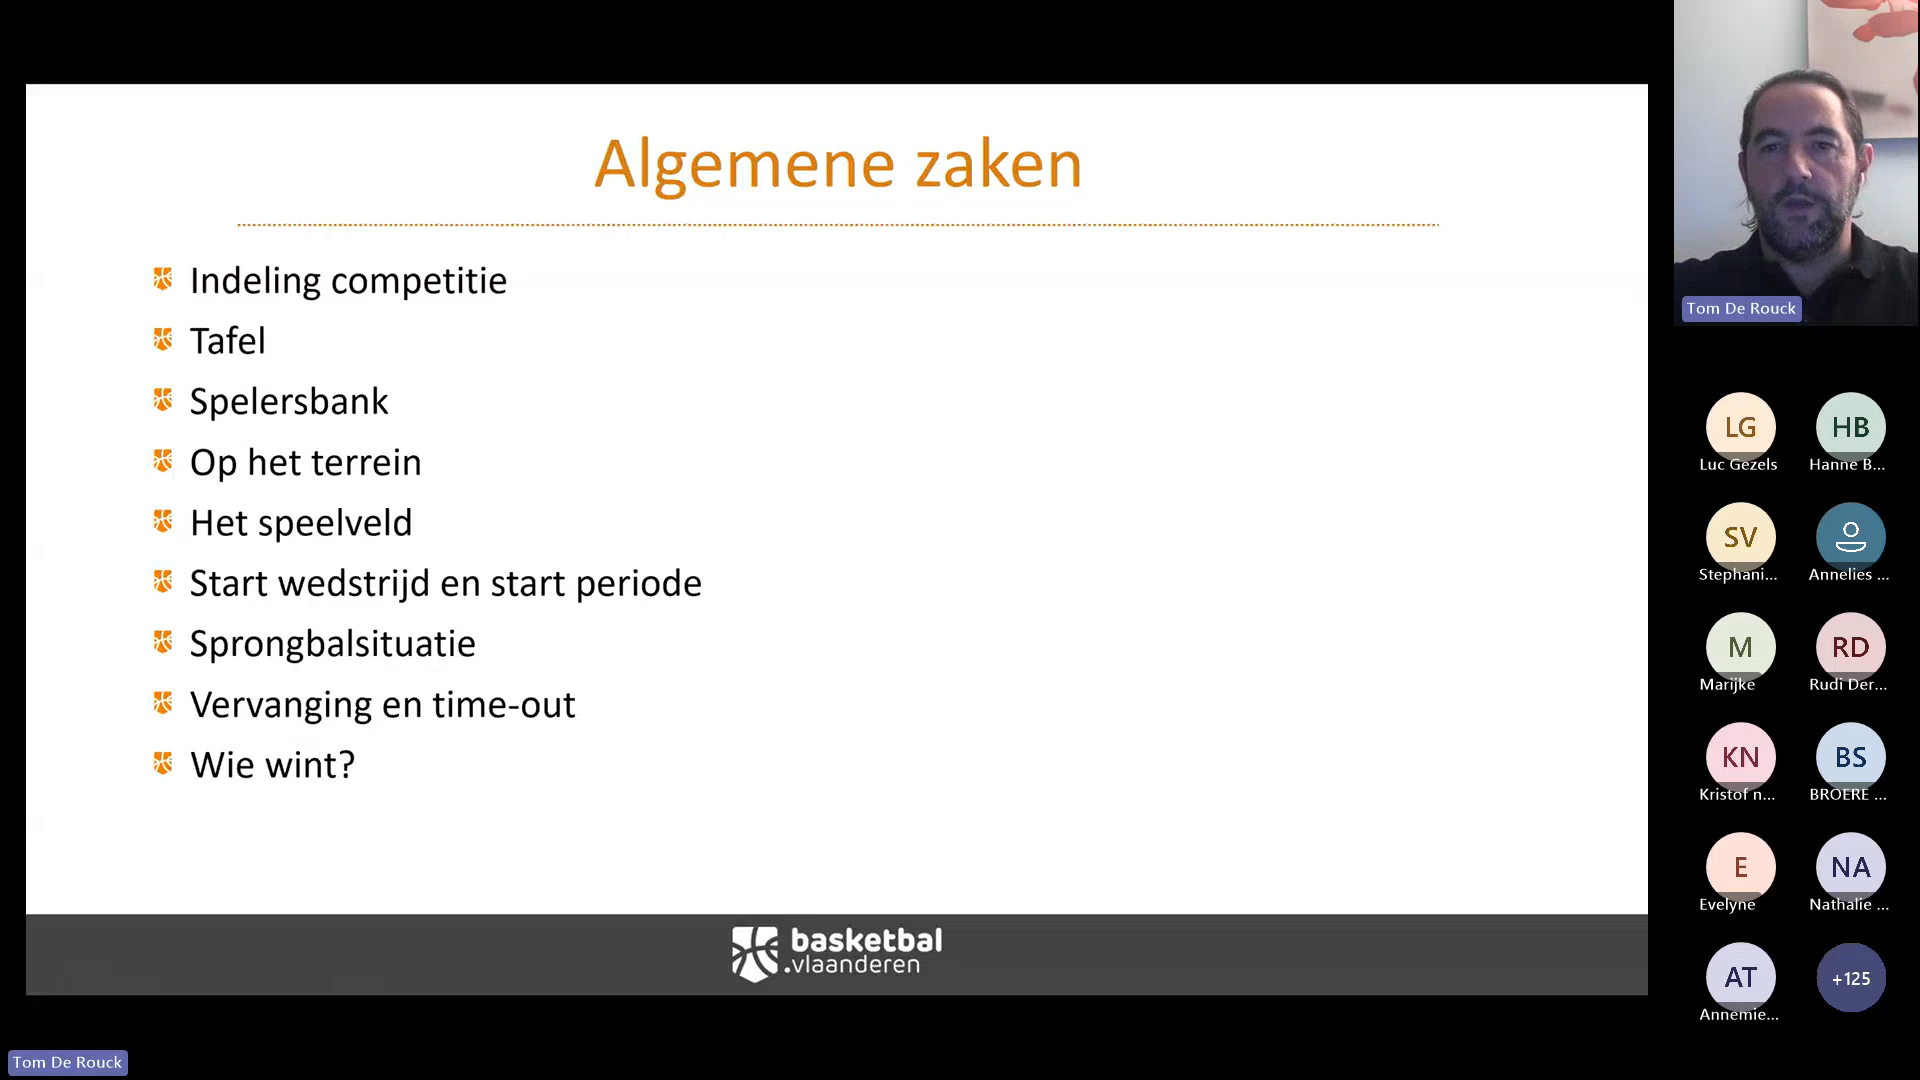 Algemene zaken
Indeling competitie
Tafel
Spelersbank
Op het terrein
Het speelveld
Start wedstrijd en start periode
Sprongbalsituatie
Vervanging en time-out
Wie wint?
basketbal
.vlaanderen
Tom De Rouck
LG
Luc Gezels
HB
Hanne B...
SV
Stephani...
Annelies ...
M
Marijke
RD
Rudi Der...
KN
Kristof n...
BS
BROERE ...
E
Evelyne
NA
Nathalie ...
AT
Annemie...
+125
Tom De Rouck